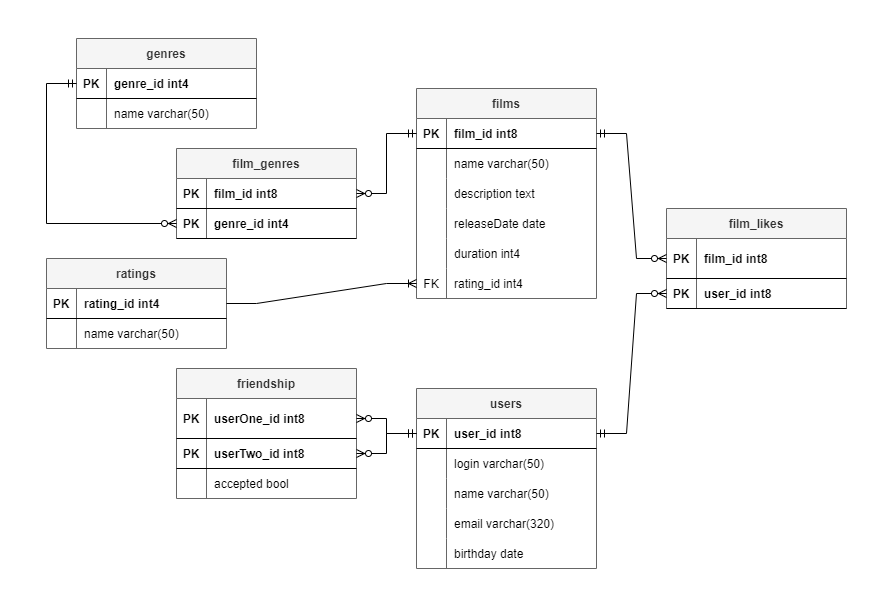 genres
PK genre_id int4
name varchar(50)
film_genres
PK film_id int8
PK genre_id int4
ratings
PK rating_id int4
name varchar(50)
friendship
PK userOne_id int8
PK userTwo_id int8
accepted bool
films
PK film_id int8
name varchar(50)
description text
releaseDate date
duration int4
FK rating_id int4
users
PK user_id int8
login varchar(50)
name varchar(50)
email varchar(320)
birthday date
film_likes
PK film_id int8
PK user_id int8